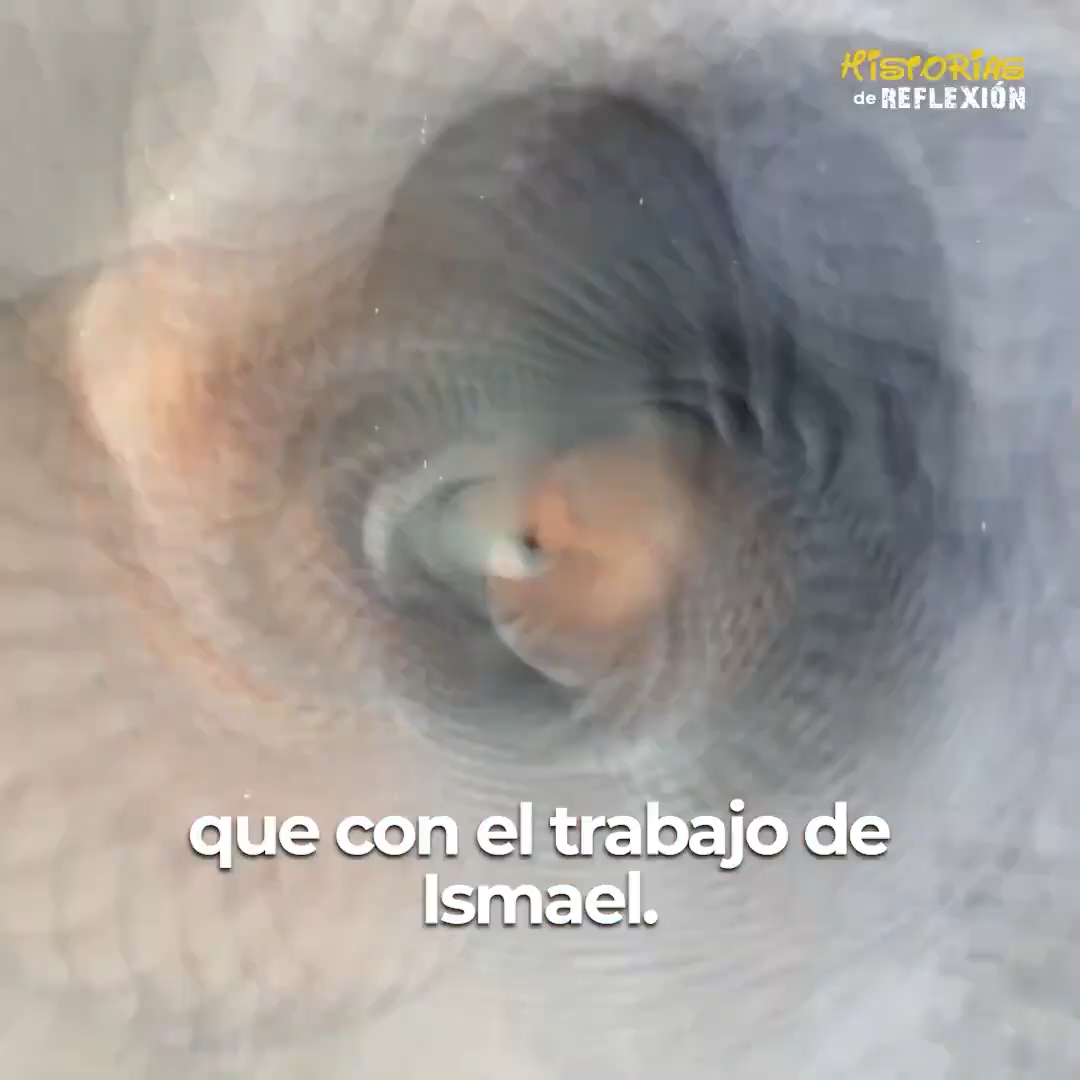 HISTORIAS
de REFLEXIÓN
que con el trabajo de
Ismael.